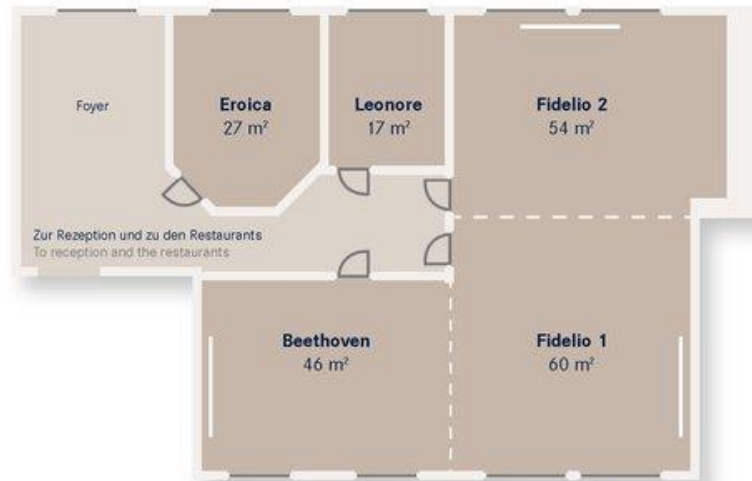 Foyer
Eroica
27 m²
Leonore
17 m²
Fidelio 2
54 m²
Zur Rezeption und zu den Restaurants
To reception and the restaurants
Beethoven
46 m²
Fidelio 1
60 m²